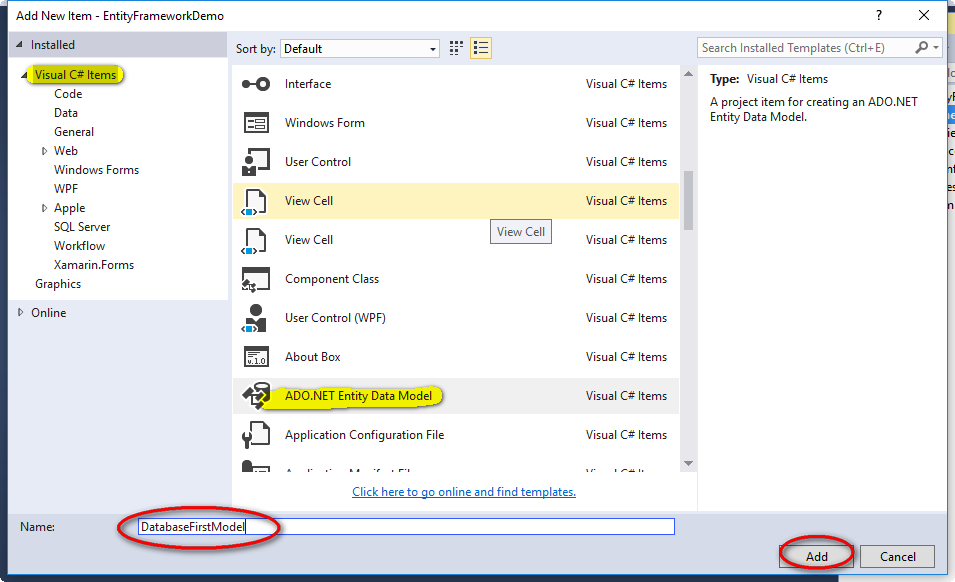 Add New Item - EntityFrameworkDemo
?
Installed
Sort by: Default
Search Installed Templates (Ctrl+E)
Visual C# Items
Code
Data
General
Web
Windows Forms
WPF
Apple
SQL Server
Workflow
Xamarin.Forms
Graphics
Online
Interface Visual C# Items
Windows Form Visual C# Items
User Control Visual C# Items
View Cell Visual C# Items
View Cell
View Cell Visual C# Items
Component Class Visual C# Items
User Control (WPF) Visual C# Items
About Box Visual C# Items
ADO.NET Entity Data Model Visual C# Items
Application Configuration File Visual C# Items
Click here to go online and find templates.
Type: Visual C# Items
A project item for creating an ADO.NET
Entity Data Model.
Name: DatabaseFirstModel
Add Cancel